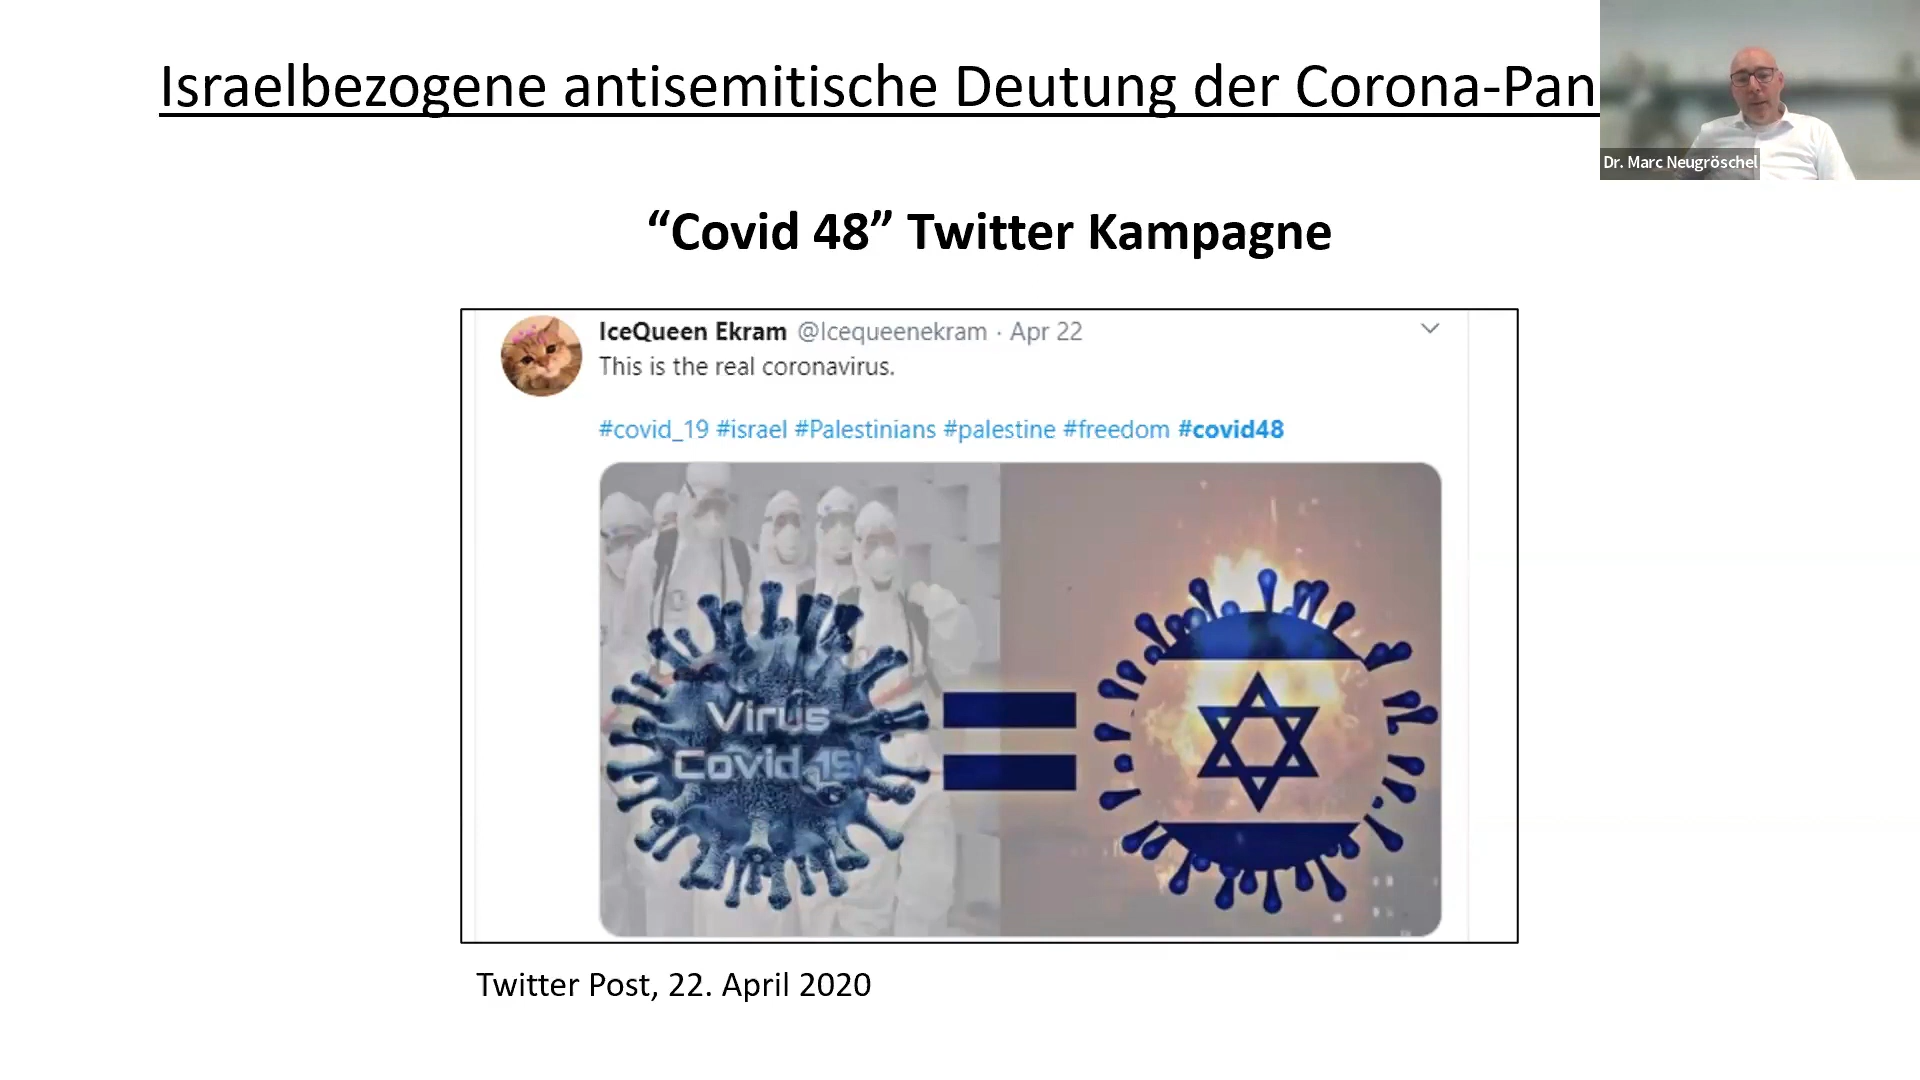 Israelbezogene antisemitische Deutung der Corona-Pan
Dr. Marc Neugröschel
“Covid 48” Twitter Kampagne
IceQueen Ekram @Icequeenekram · Apr 22
This is the real coronavirus.
#covid_19 #israel #Palestinians #palestine #freedom #covid48
Virus
Covid 19
Twitter Post, 22. April 2020